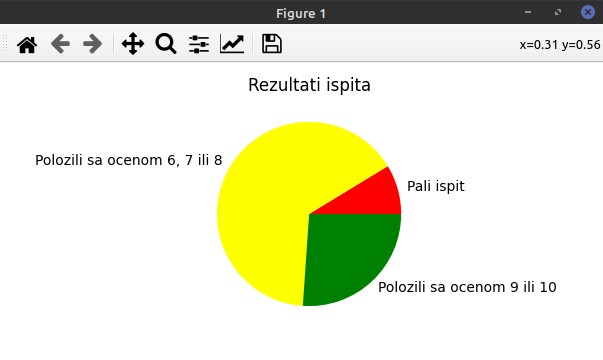 Figure 1
x=0.31 y=0.56
Rezultati ispita
Polozili sa ocenom 6, 7 ili 8
Pali ispit
Polozili sa ocenom 9 ili 10